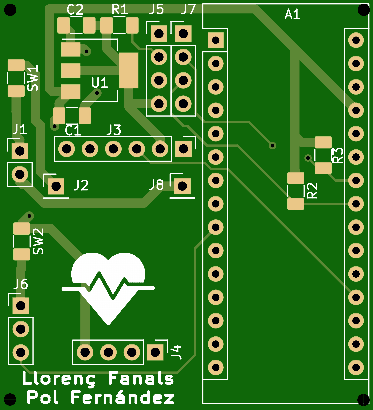 C2 R1 J5 J7 A1
SW1
U1
C1
J1
J3
R3
J2
J8
R2
SW2
J6
J4
Llorenç Fanals
Pol Fernández